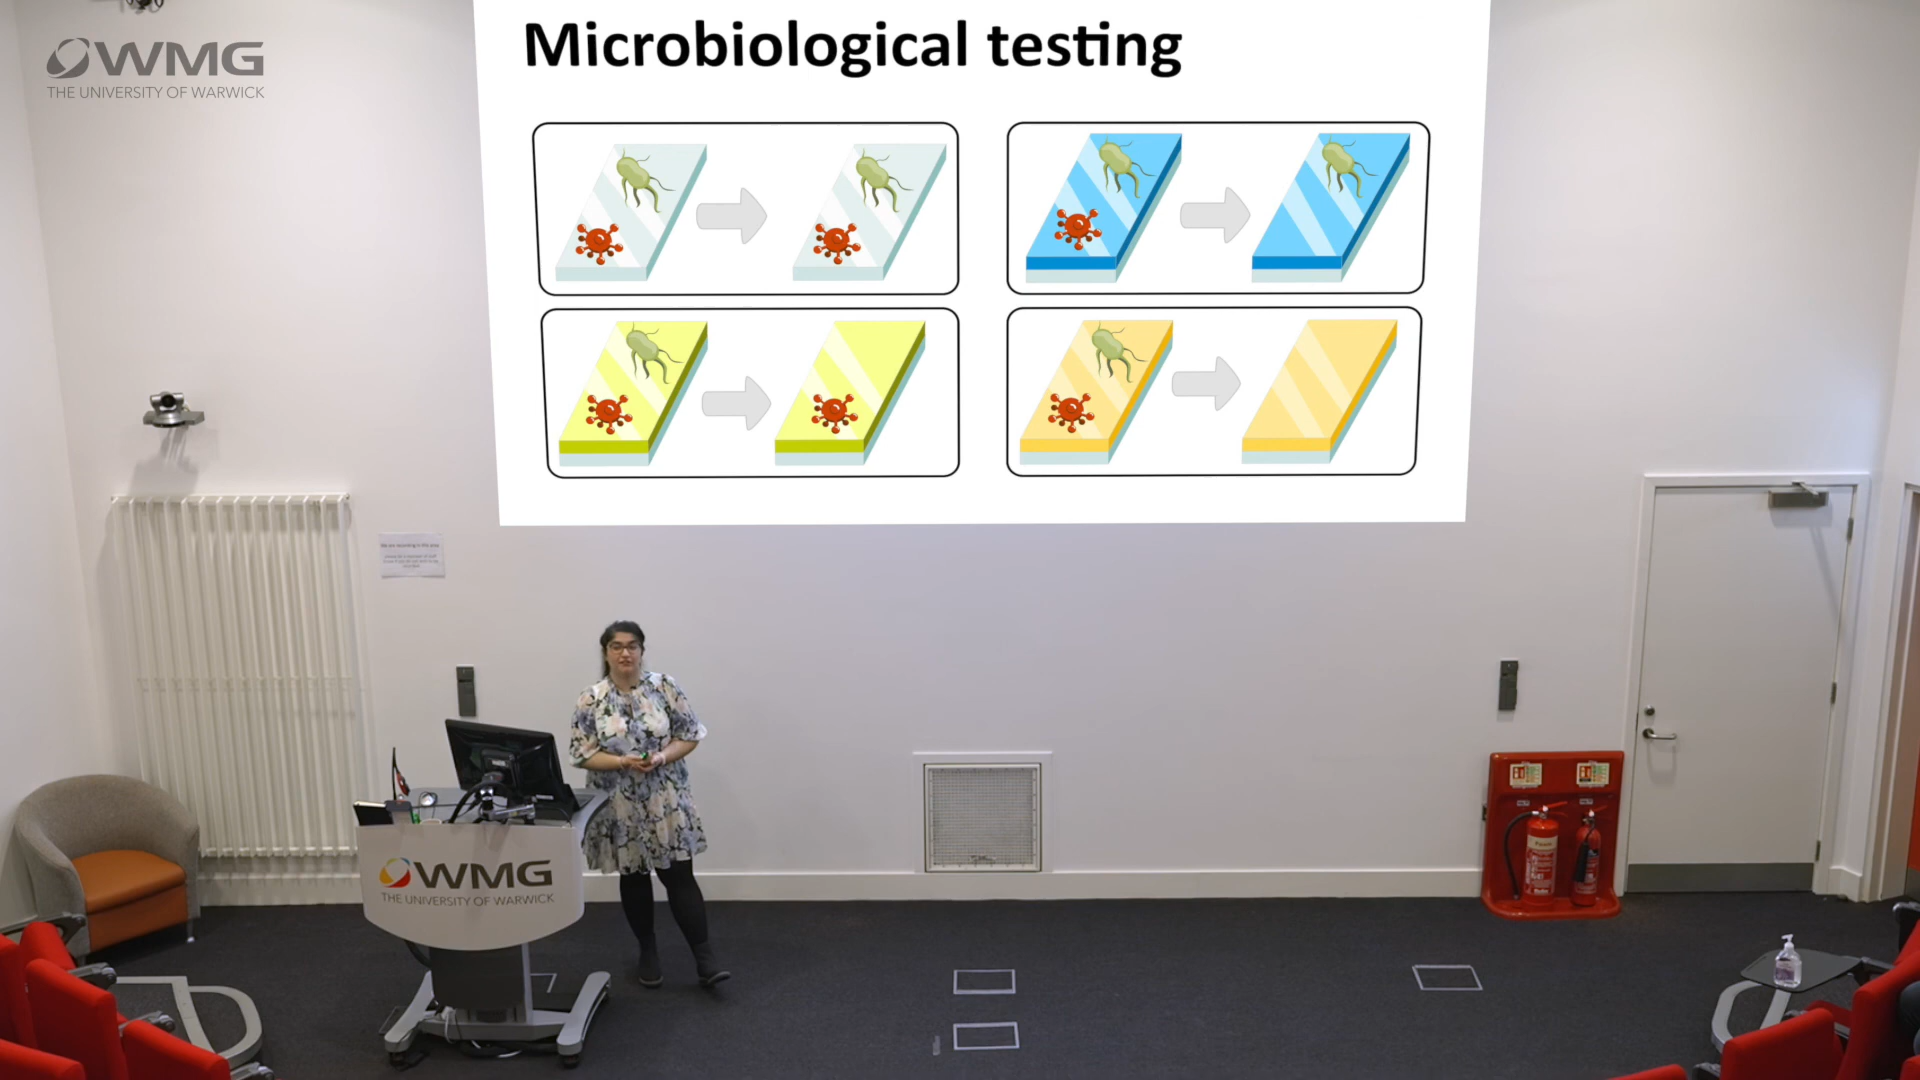 WMG
THE UNIVERSITY OF WARWICK
Microbiological testing
WMG
THE UNIVERSITY OF WARWICK